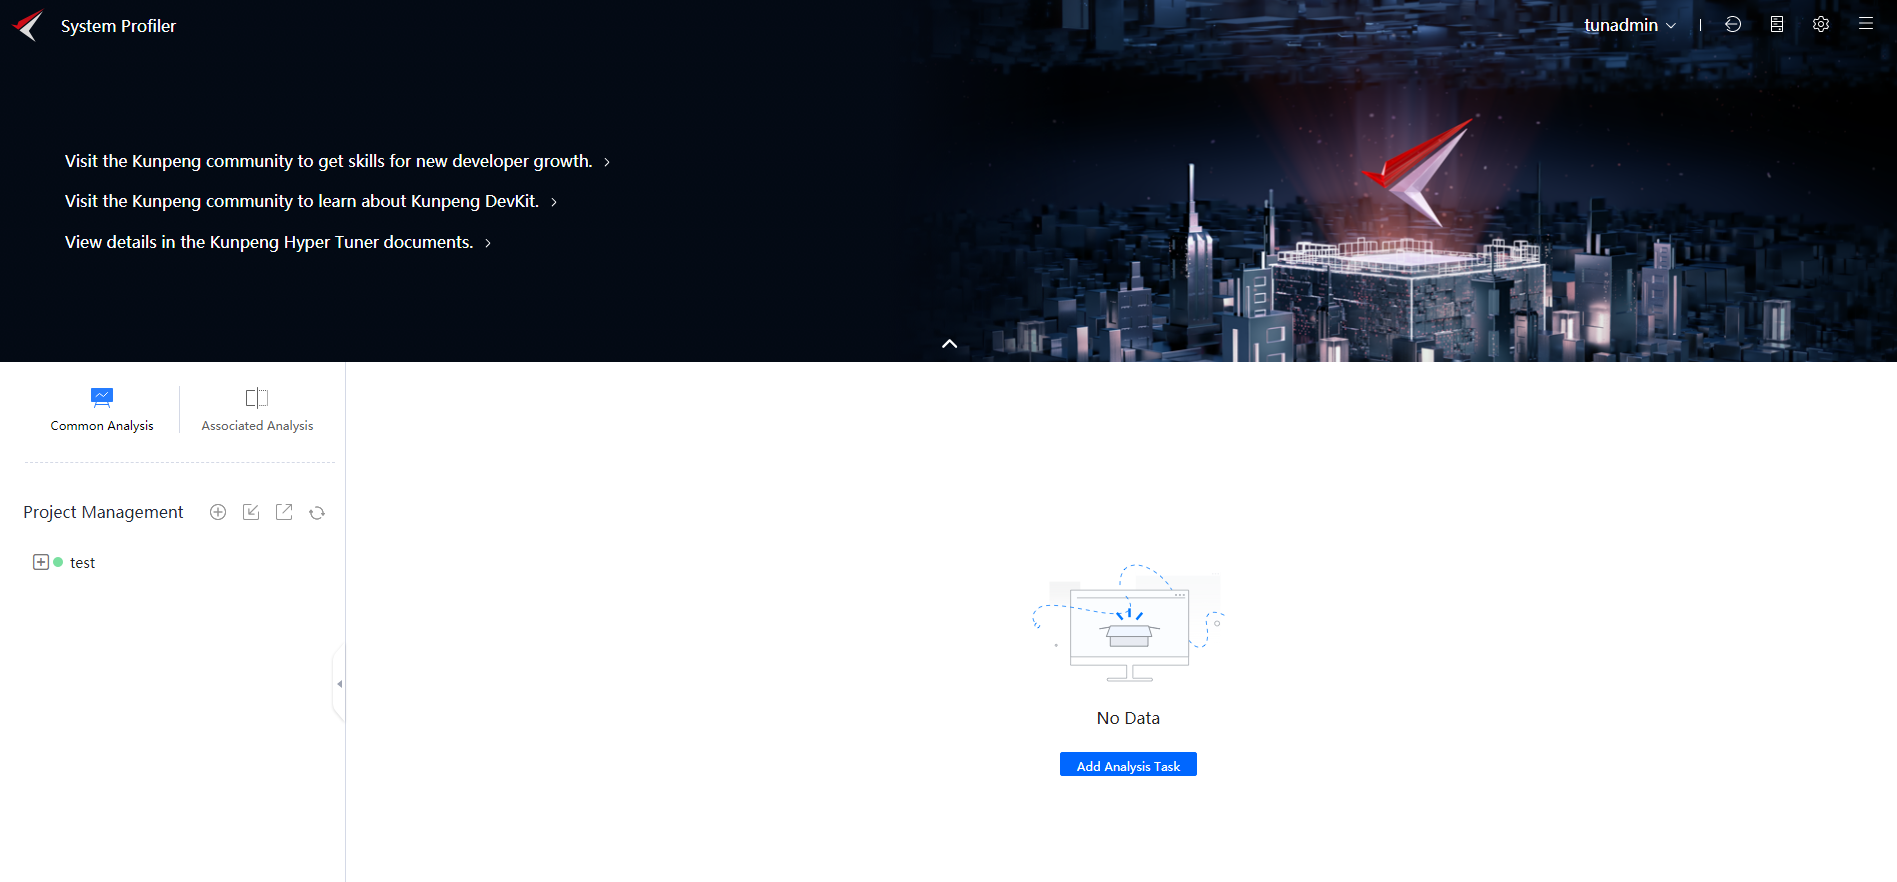 System Profiler
tunadmin
Visit the Kunpeng community to get skills for new developer growth.
Visit the Kunpeng community to learn about Kunpeng DevKit.
View details in the Kunpeng Hyper Tuner documents.
Common Analysis
Associated Analysis
Project Management
test
No Data
Add Analysis Task